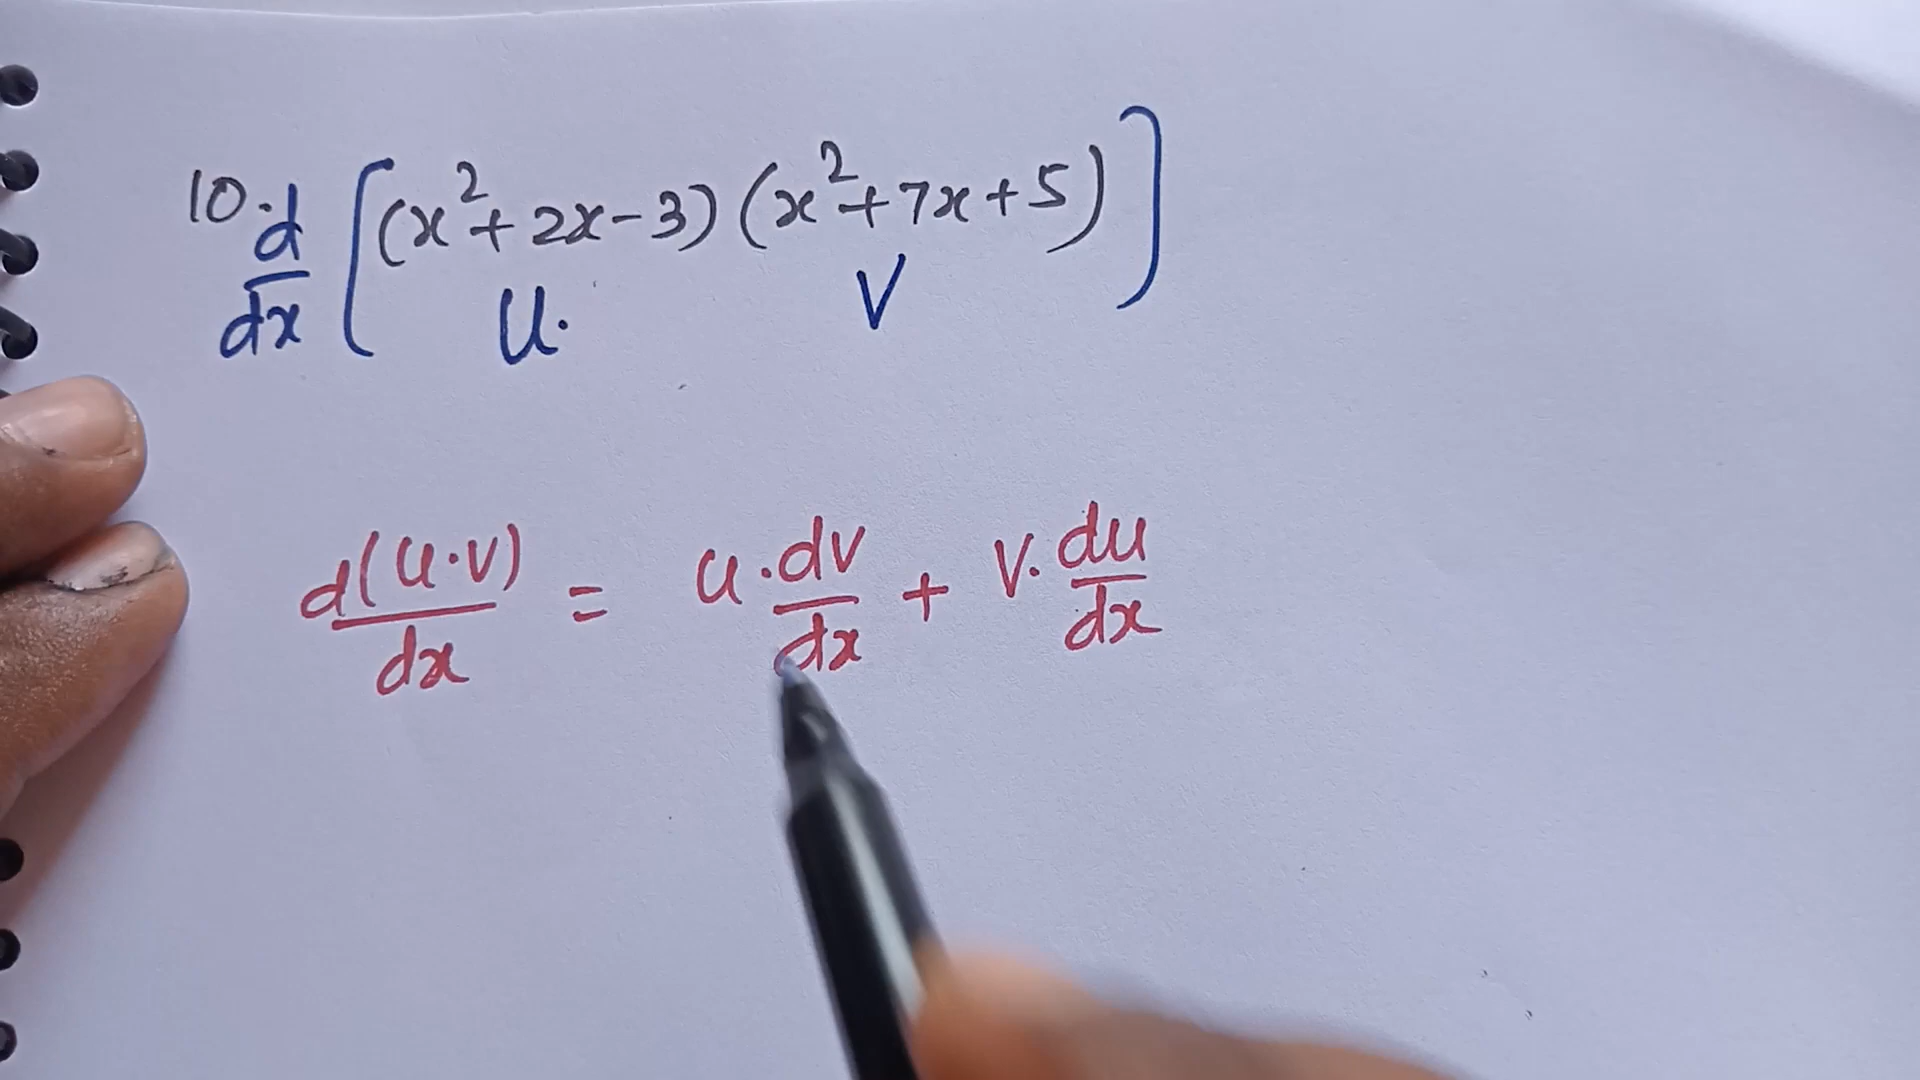 10. d/dx [(x²+2x-3)(x²+7x+5)]
U. V
d(u.v)/dx = u.dv/dx + v.du/dx